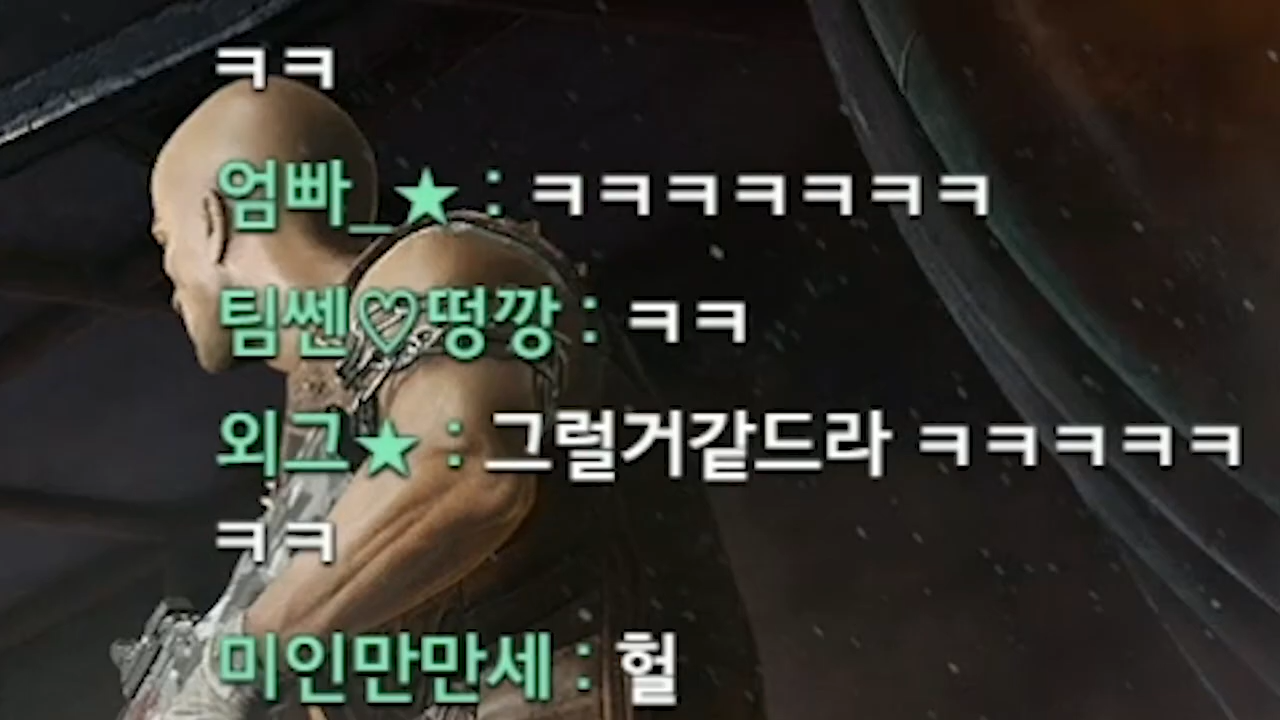 ㅋㅋ
엄빠_★ : ㅋㅋㅋㅋㅋㅋㅋ
팀쎈♡떵깡 : ㅋㅋ
외그★ : 그럴거같드라 ㅋㅋㅋㅋㅋ
ㅋㅋ
미인만만세 : 헐